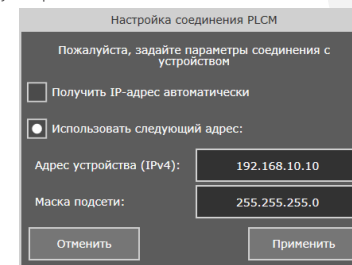 Настройка соединения PLCM
Пожалуйста, задайте параметры соединения с
устройством
Получить IP-адрес автоматически
Использовать следующий адрес:
Адрес устройства (IPv4): 192.168.10.10
Маска подсети: 255.255.255.0
Отменить Применить